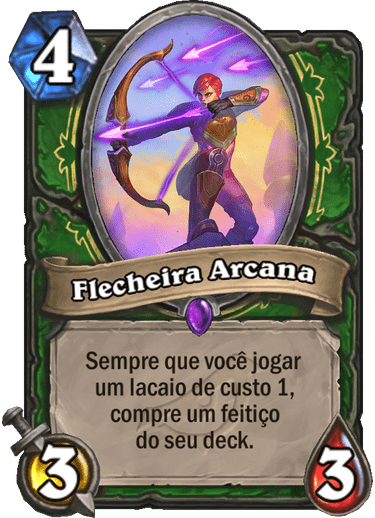 4
Flecheira Arcana
Sempre que você jogar
um lacaio de custo 1,
compre um feitiço
do seu deck.
3
3